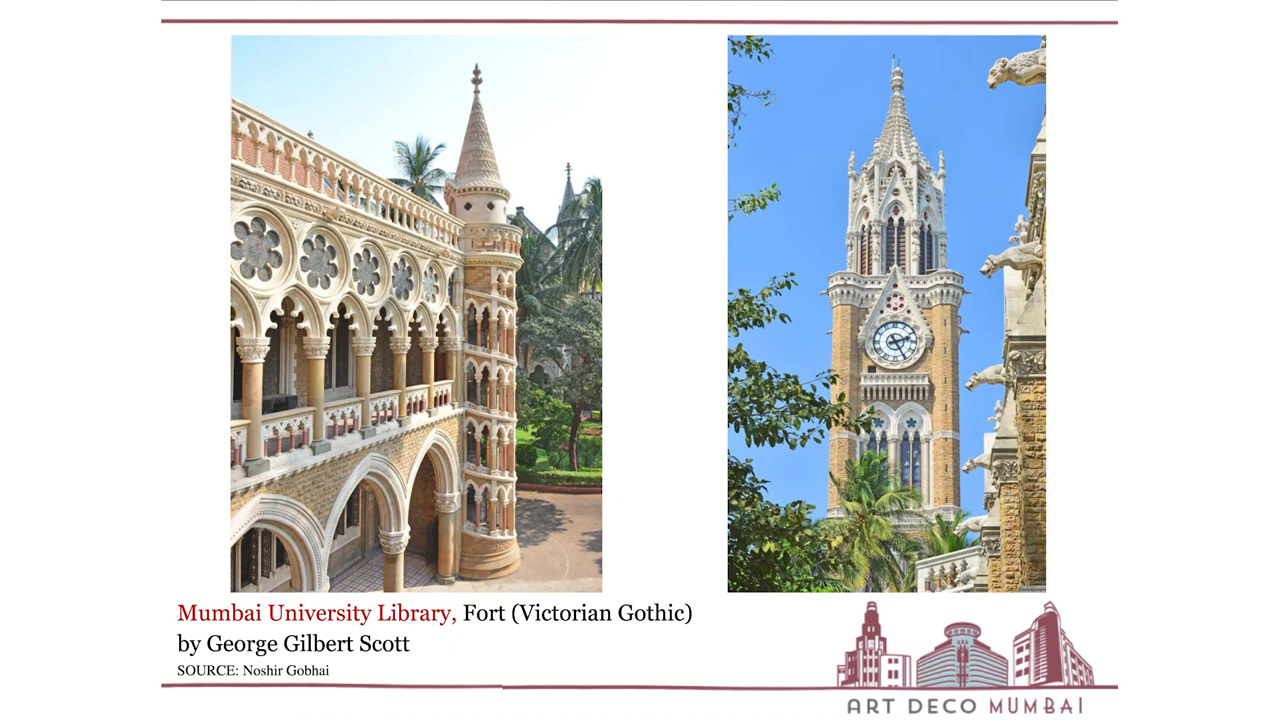 Mumbai University Library, Fort (Victorian Gothic)
by George Gilbert Scott
SOURCE: Noshir Gobhai
ART DECO MUMBAI